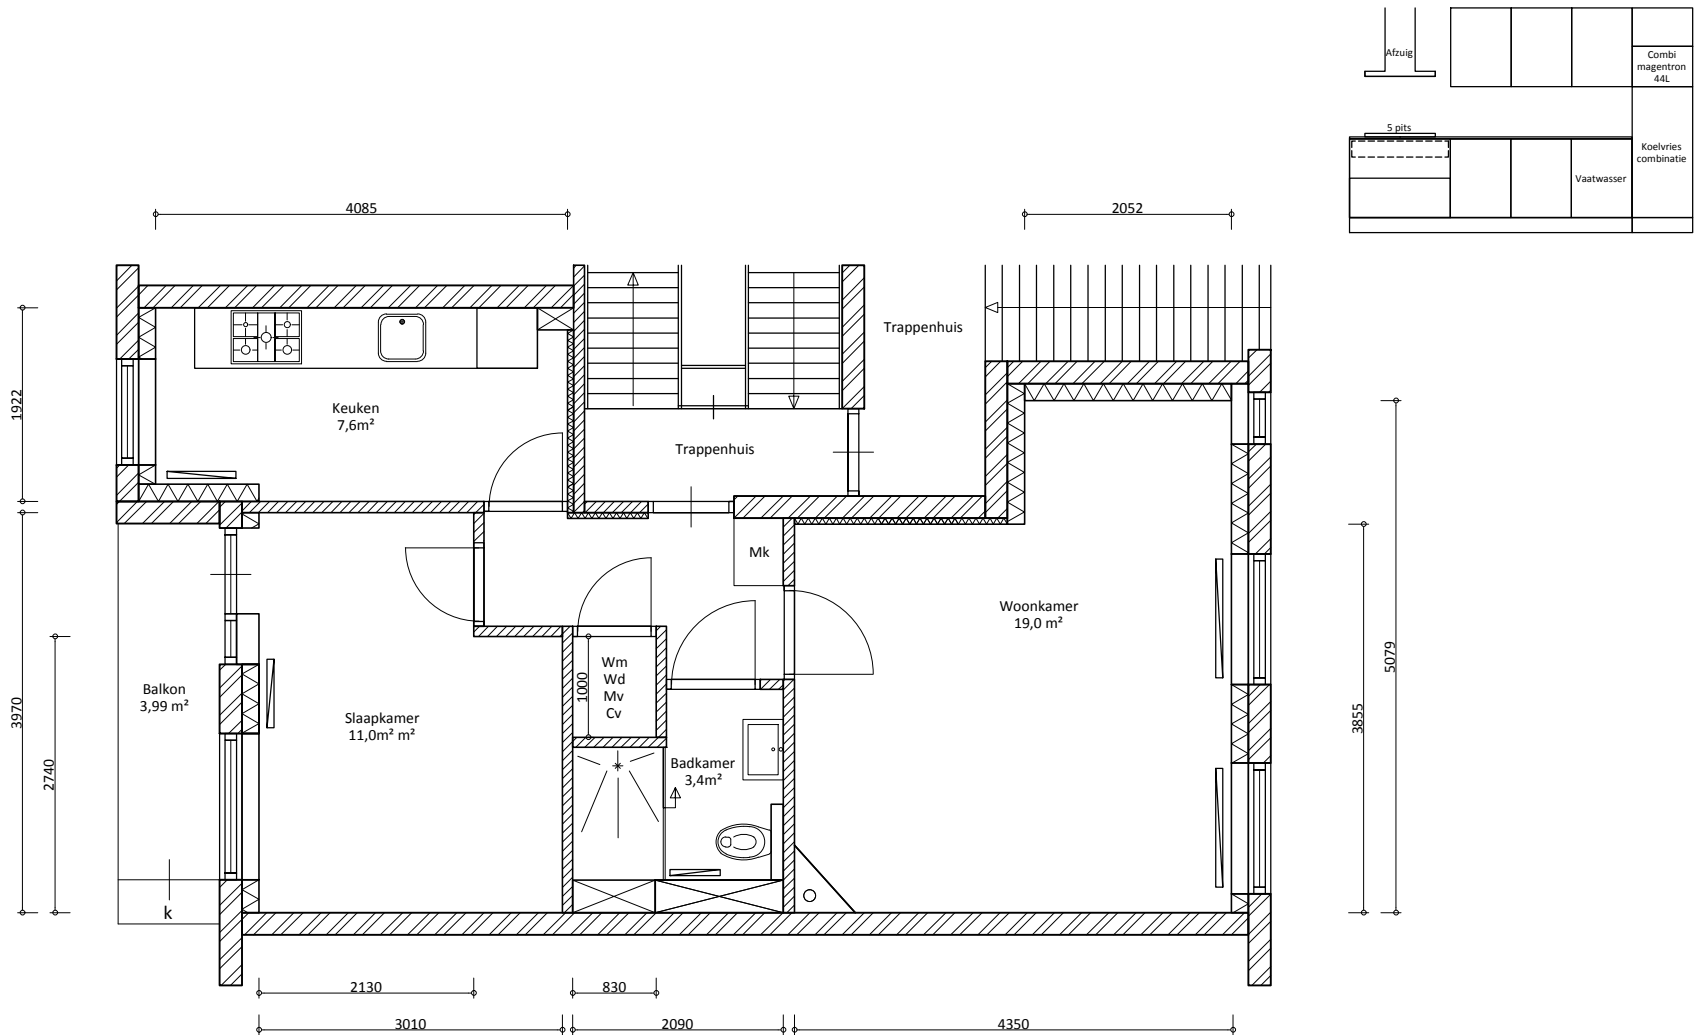 Afzuig
Combi
magentron
44L
5 pits
Koelvries
combinatie
Vaatwasser
4085
2052
Trappenhuis
1922
Keuken
7,6m²
Trappenhuis
Mk
Woonkamer
19,0 m²
5079
3855
3970
2740
Balkon
3,99 m²
Slaapkamer
11,0m² m²
1000
Wm
Wd
Mv
Cv
Badkamer
3,4m²
k
2130
830
3010
2090
4350